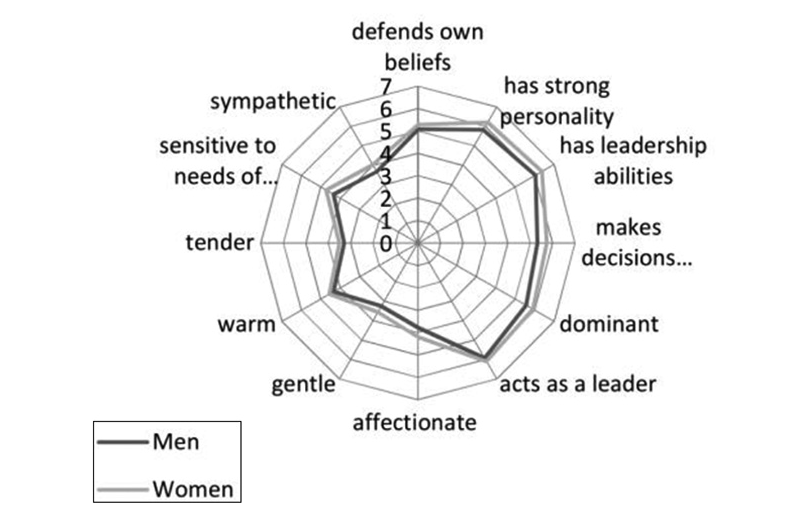 defends own
beliefs
has strong
personality
has leadership
abilities
makes
decisions...
dominant
acts as a leader
affectionate
gentle
warm
tender
sensitive to
needs of...
sympathetic
7
6
5
4
3
2
1
0
Men
Women